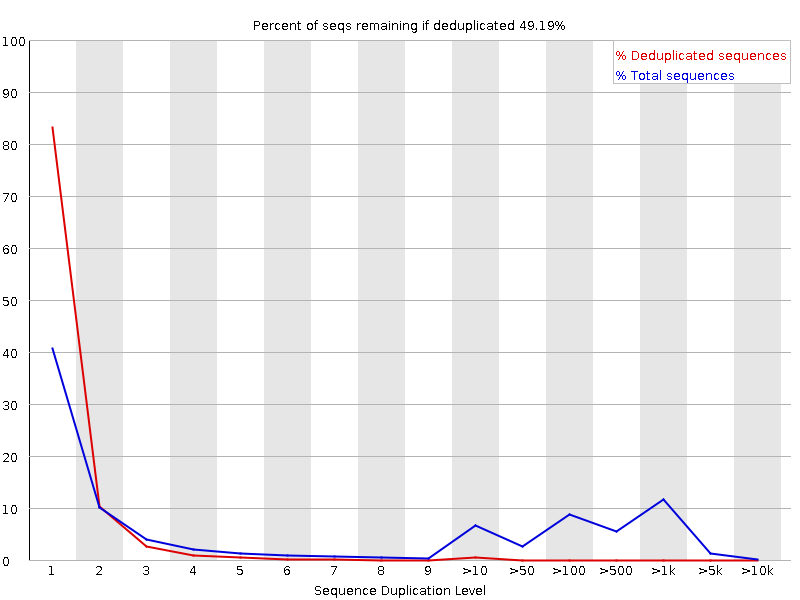 Percent of seqs remaining if deduplicated 49.19%
% Deduplicated sequences
% Total sequences
100
90
80
70
60
50
40
30
20
10
0
1 2 3 4 5 6 7 8 9 >10 >50 >100 >500 >1k >5k >10k
Sequence Duplication Level